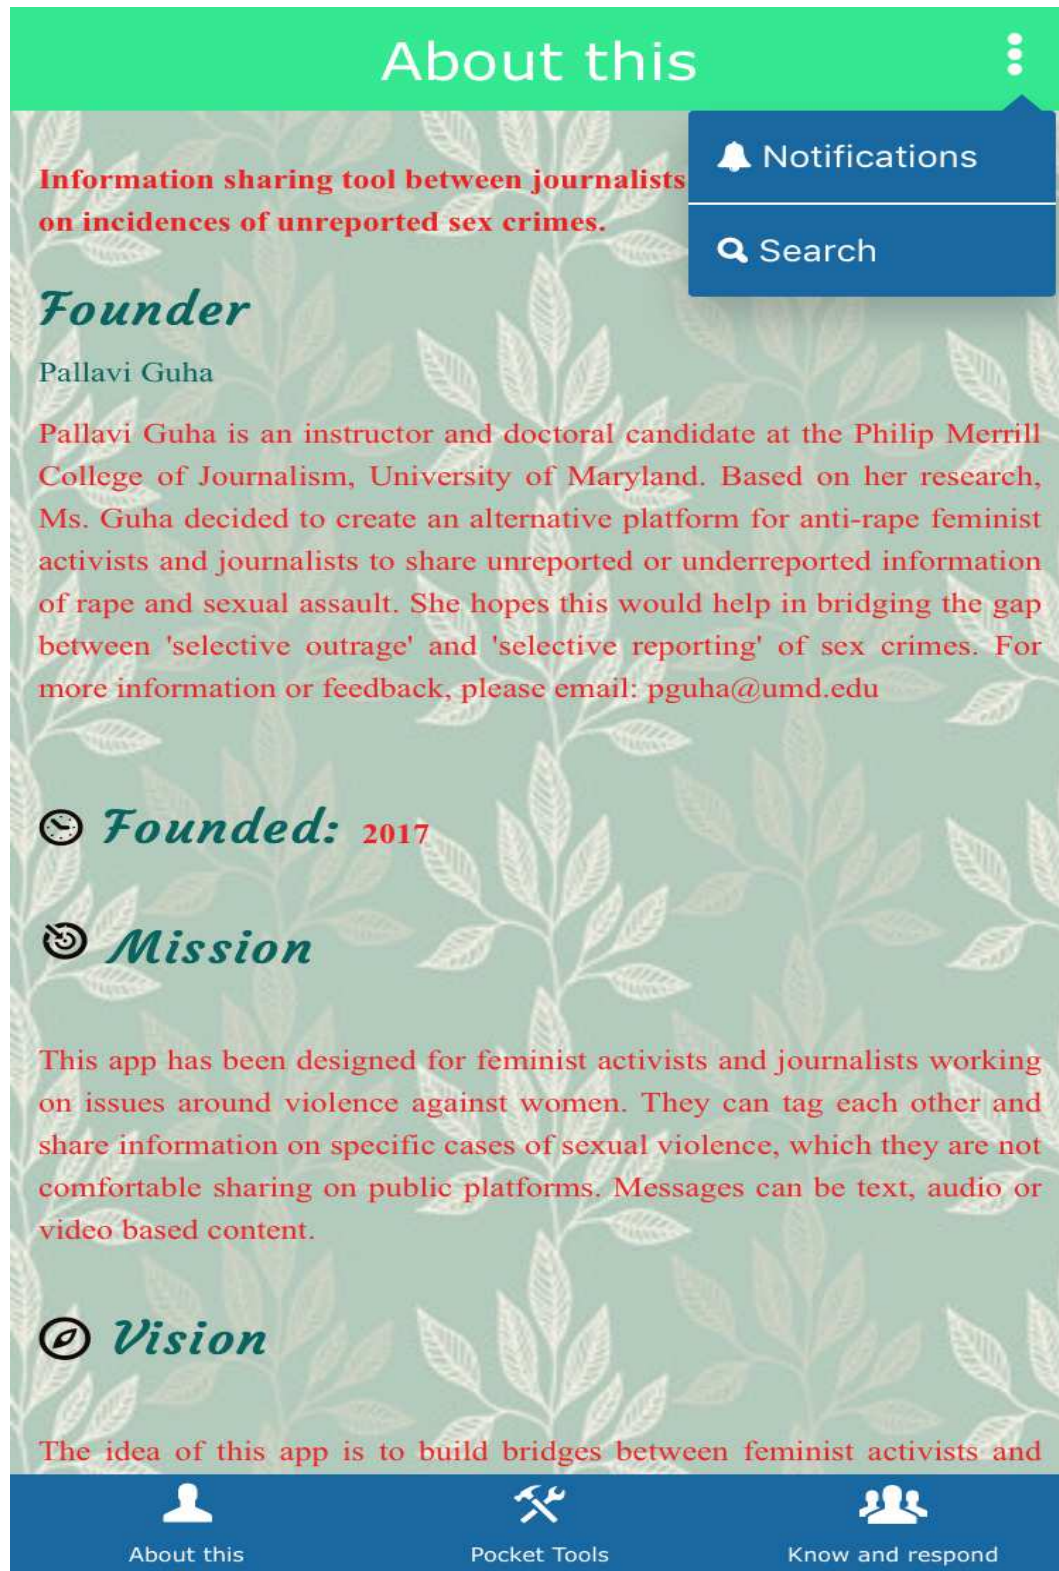 About this
Notifications
Search
Information sharing tool between journalists
on incidences of unreported sex crimes.
Founder
Pallavi Guha
Pallavi Guha is an instructor and doctoral candidate at the Philip Merrill
College of Journalism, University of Maryland. Based on her research,
Ms. Guha decided to create an alternative platform for anti-rape feminist
activists and journalists to share unreported or underreported information
of rape and sexual assault. She hopes this would help in bridging the gap
between 'selective outrage' and 'selective reporting' of sex crimes. For
more information or feedback, please email: pguha@umd.edu
Founded: 2017
Mission
This app has been designed for feminist activists and journalists working
on issues around violence against women. They can tag each other and
share information on specific cases of sexual violence, which they are not
comfortable sharing on public platforms. Messages can be text, audio or
video based content.
Vision
The idea of this app is to build bridges between feminist activists and
About this
Pocket Tools
Know and respond